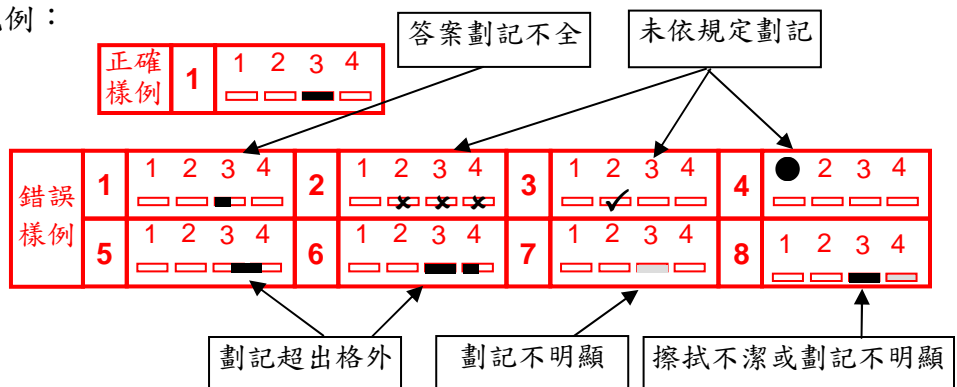 例：
答案劃記不全
未依規定劃記
正確樣例 1 1 2 3 4
錯誤樣例
1 1 2 3 4
2 1 2 3 4
3 1 2 3 4
4 2 3 4
5 1 2 3 4
6 1 2 3 4
7 1 2 3 4
8 1 2 3 4
劃記超出格外
劃記不明顯
擦拭不潔或劃記不明顯